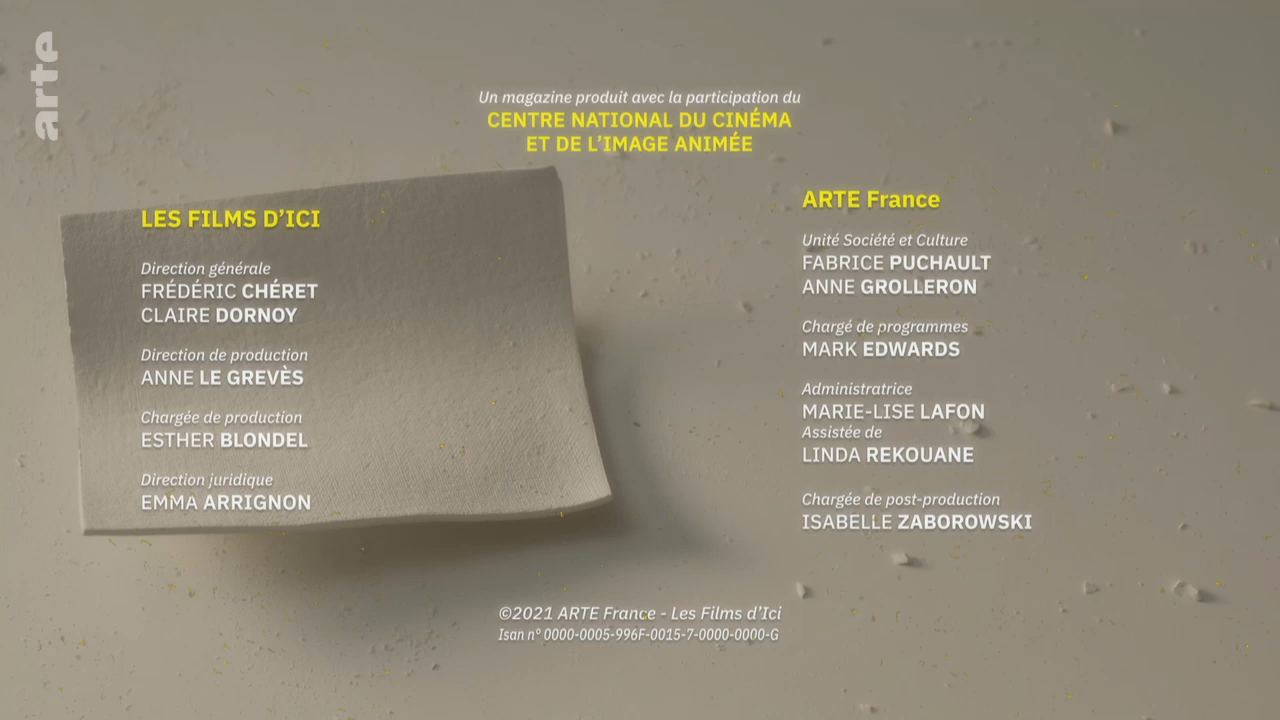 arte
Un magazine produit avec la participation du
CENTRE NATIONAL DU CINÉMA
ET DE L’IMAGE ANIMÉE
LES FILMS D’ICI
Direction générale
FRÉDÉRIC CHÉRET
CLAIRE DORNOY
Direction de production
ANNE LE GREVÈS
Chargée de production
ESTHER BLONDEL
Direction juridique
EMMA ARRIGNON
ARTE France
Unité Société et Culture
FABRICE PUCHAULT
ANNE GROLLERON
Chargé de programmes
MARK EDWARDS
Administratrice
MARIE-LISE LAFON
Assistée de
LINDA REKOUANE
Chargée de post-production
ISABELLE ZABOROWSKI
©2021 ARTE France - Les Films d’Ici
Isan n° 0000-0005-996F-0015-7-0000-0000-G